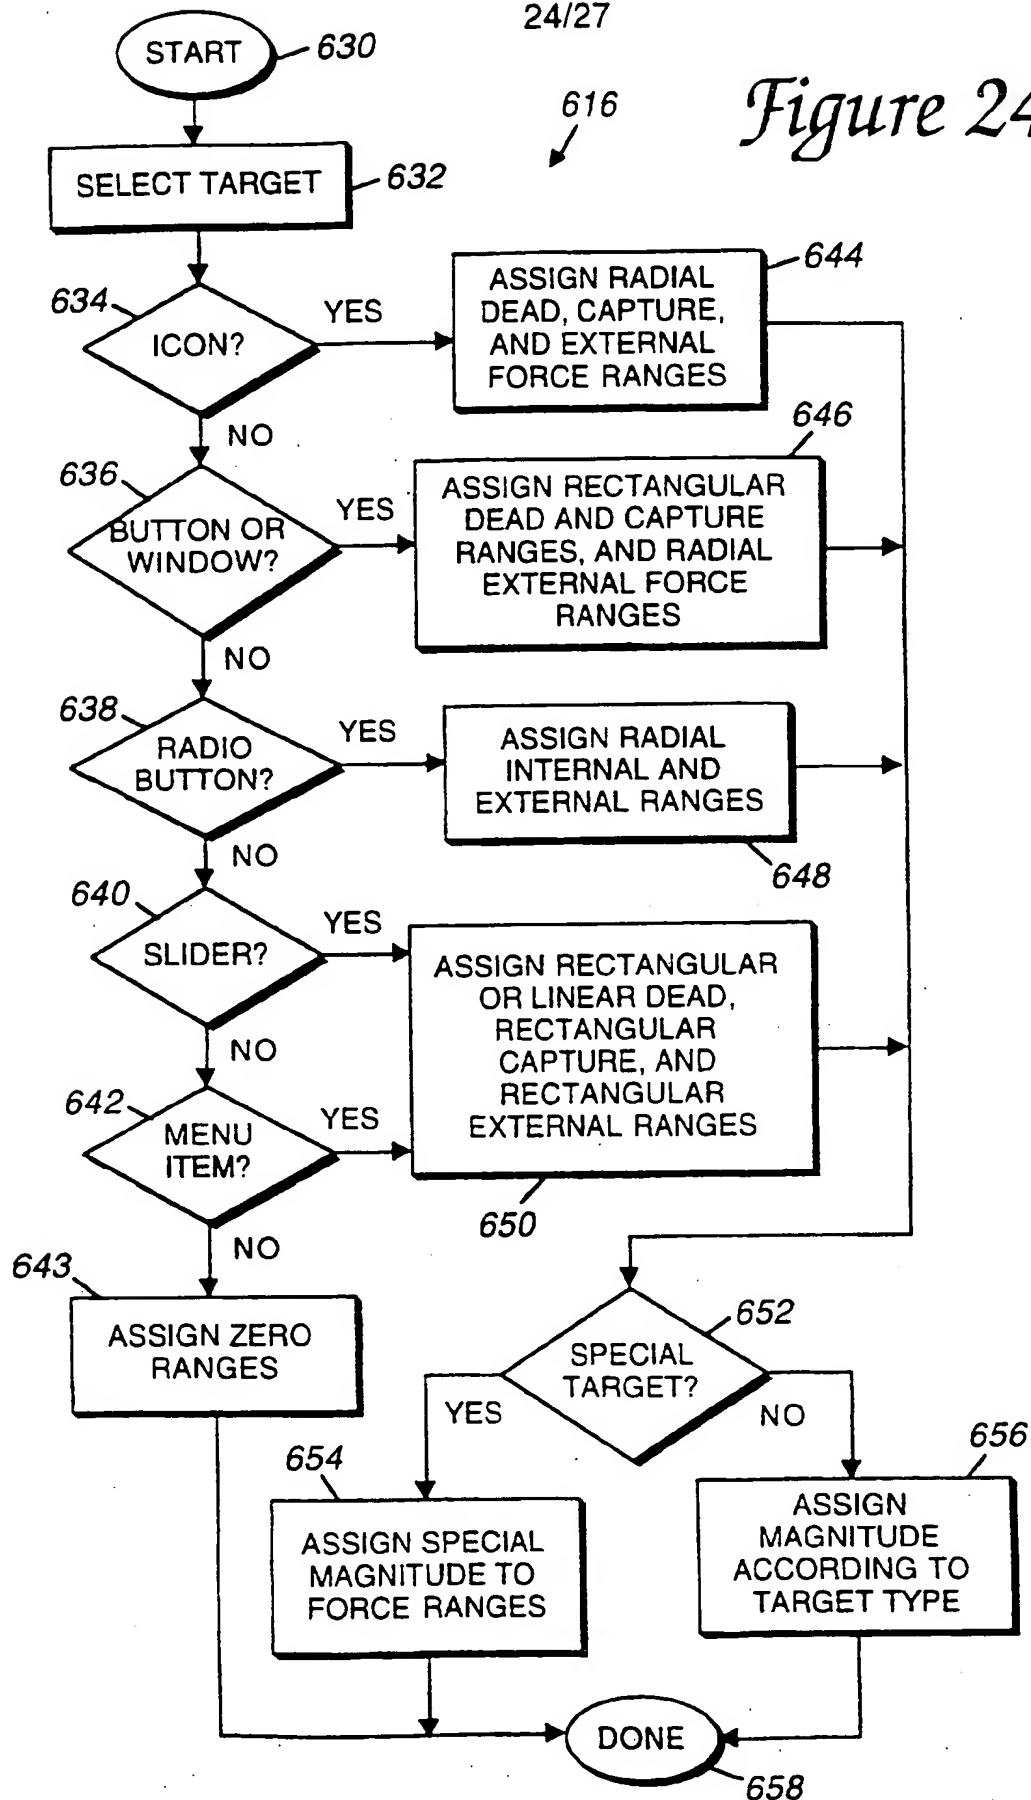 24/27
START
630
616
Figure 24
SELECT TARGET
632
634
ICON?
YES
NO
ASSIGN RADIAL
DEAD, CAPTURE,
AND EXTERNAL
FORCE RANGES
644
636
BUTTON OR
WINDOW?
YES
NO
ASSIGN RECTANGULAR
DEAD AND CAPTURE
RANGES, AND RADIAL
EXTERNAL FORCE
RANGES
646
638
RADIO
BUTTON?
YES
NO
ASSIGN RADIAL
INTERNAL AND
EXTERNAL RANGES
648
640
SLIDER?
YES
NO
ASSIGN RECTANGULAR
OR LINEAR DEAD,
RECTANGULAR
CAPTURE, AND
RECTANGULAR
EXTERNAL RANGES
650
642
MENU
ITEM?
YES
NO
643
ASSIGN ZERO
RANGES
652
SPECIAL
TARGET?
YES
NO
654
ASSIGN SPECIAL
MAGNITUDE TO
FORCE RANGES
656
ASSIGN
MAGNITUDE
ACCORDING TO
TARGET TYPE
DONE
658